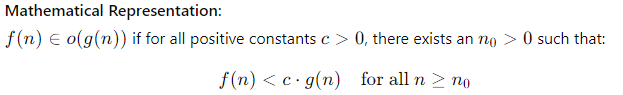 Mathematical Representation:
f(n) ∈ o(g(n)) if for all positive constants c > 0, there exists an n₀ > 0 such that:
f(n) < c · g(n) for all n ≥ n₀